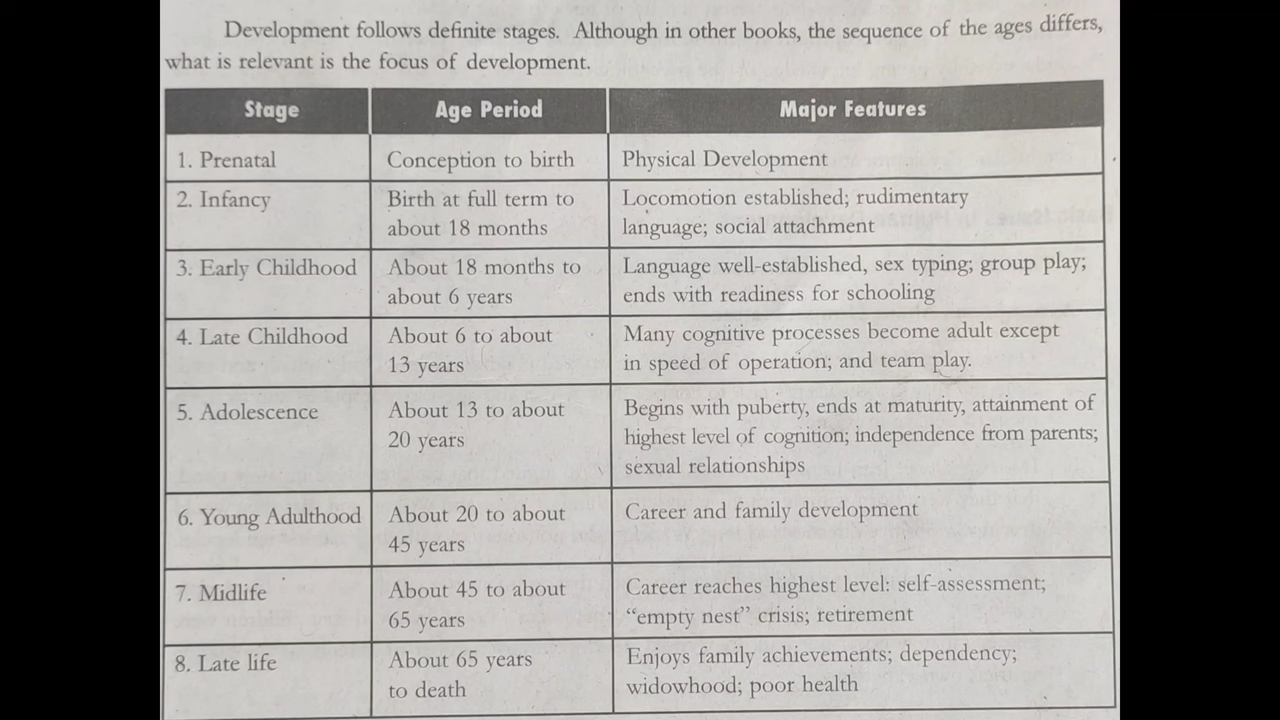 Development follows definite stages. Although in other books, the sequence of the ages differs,
what is relevant is the focus of development.
Stage Age Period Major Features
1. Prenatal Conception to birth Physical Development
2. Infancy Birth at full term to Locomotion established; rudimentary
about 18 months language; social attachment
3. Early Childhood About 18 months to Language well-established, sex typing; group play;
about 6 years ends with readiness for schooling
4. Late Childhood About 6 to about Many cognitive processes become adult except
13 years in speed of operation; and team play.
5. Adolescence About 13 to about Begins with puberty, ends at maturity, attainment of
20 years highest level of cognition; independence from parents;
sexual relationships
6. Young Adulthood About 20 to about Career and family development
45 years
7. Midlife About 45 to about Career reaches highest level: self-assessment;
65 years “empty nest” crisis; retirement
8. Late life About 65 years Enjoys family achievements; dependency;
to death widowhood; poor health